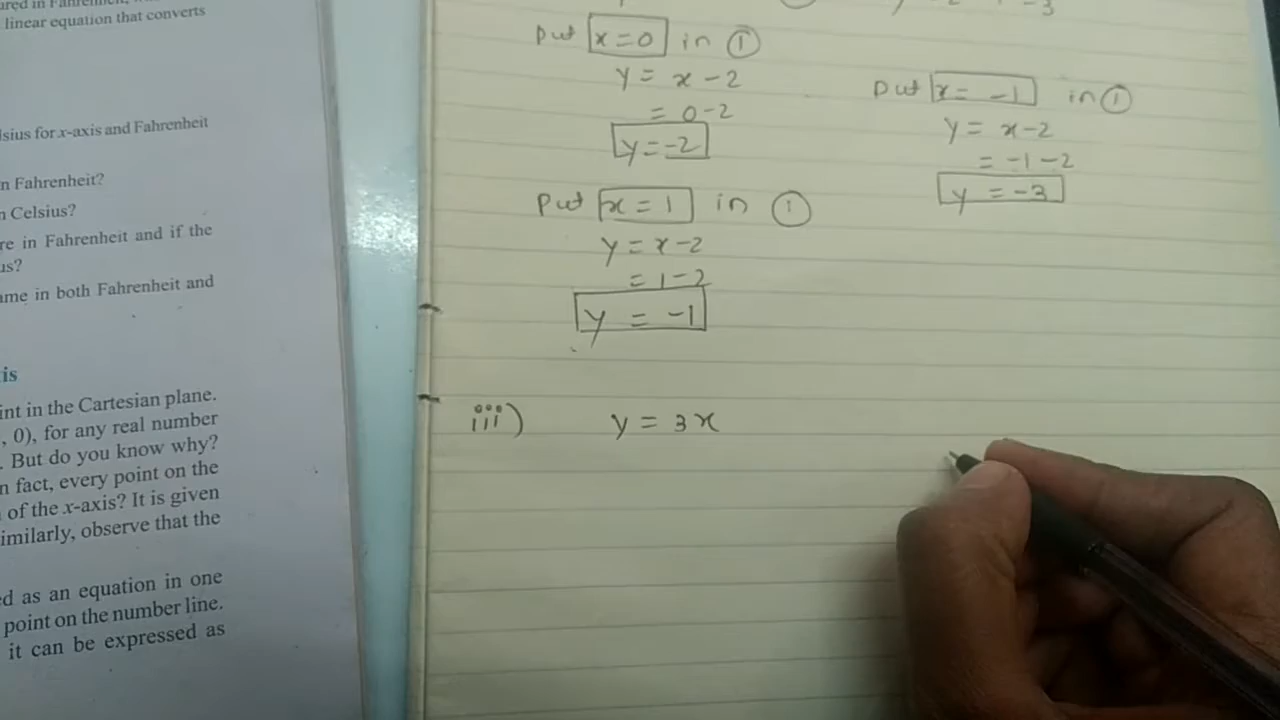 linear equation that converts
lsius for x-axis and Fahrenheit
n Fahrenheit?
n Celsius?
re in Fahrenheit and if the
us?
ame in both Fahrenheit and
is
int in the Cartesian plane.
, 0), for any real number
. But do you know why?
n fact, every point on the
of the x-axis? It is given
imilarly, observe that the
ed as an equation in one
point on the number line.
it can be expressed as
-3
put x=0 in ①
y = x-2
= 0-2
y=-2
put x=1 in ①
y = x-2
= 1-2
y = -1
put x= -1 in ①
y = x-2
= -1-2
y = -3
iii) y = 3x